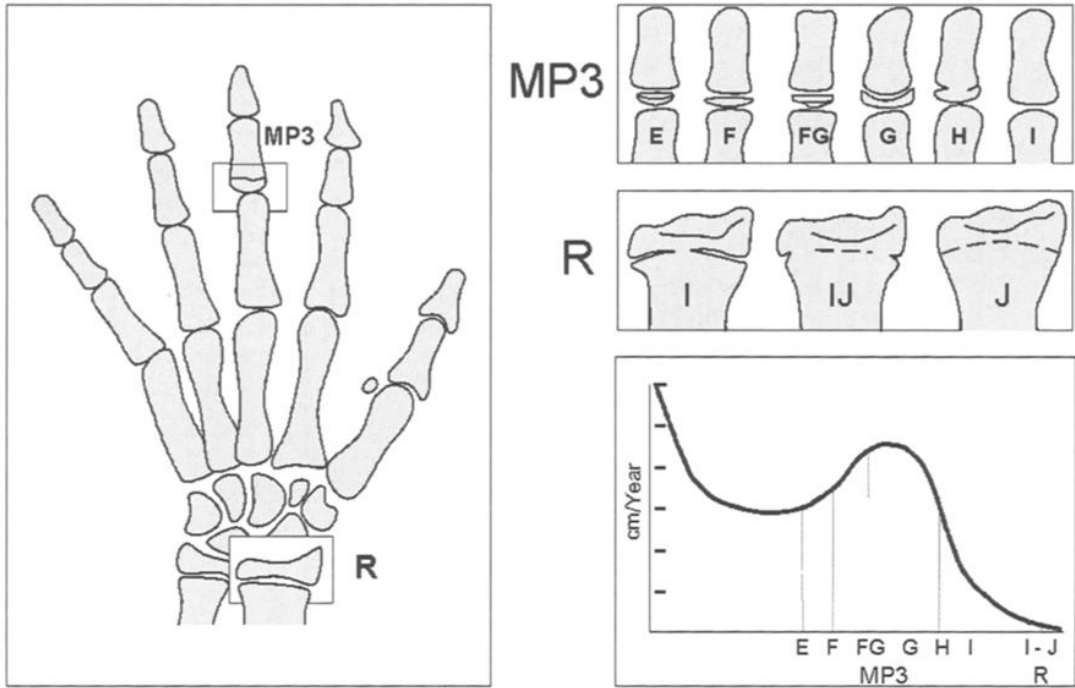 MP3
R
MP3
E F FG G H I
R
I IJ J
cm/Year
E F FG G H I I - J
MP3 R